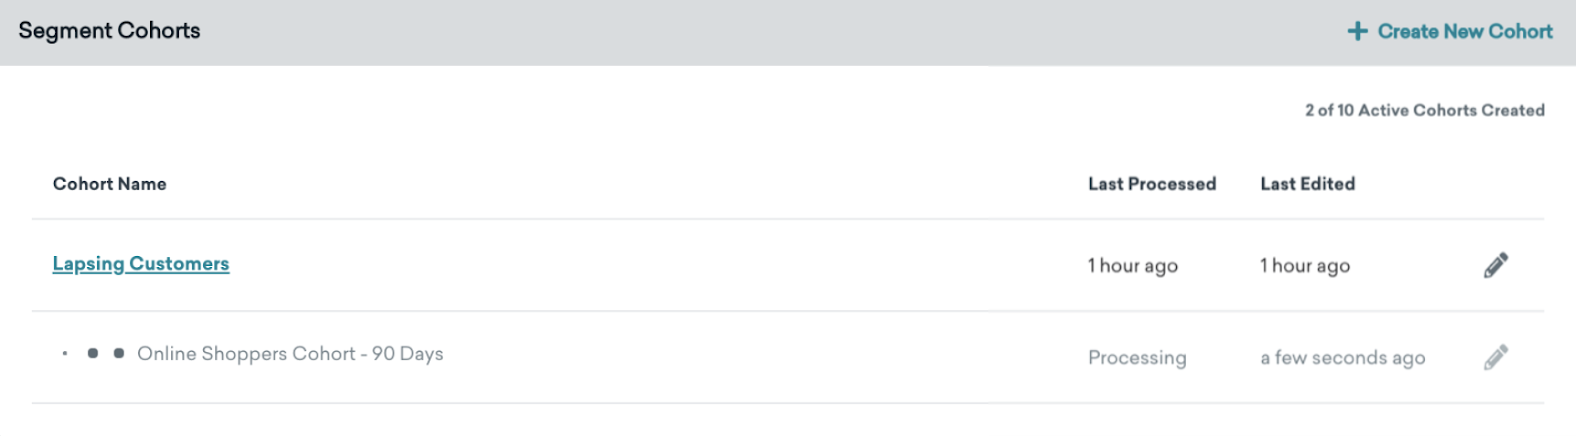 Segment Cohorts
+ Create New Cohort
2 of 10 Active Cohorts Created
Cohort Name Last Processed Last Edited
Lapsing Customers 1 hour ago 1 hour ago
Online Shoppers Cohort - 90 Days Processing a few seconds ago